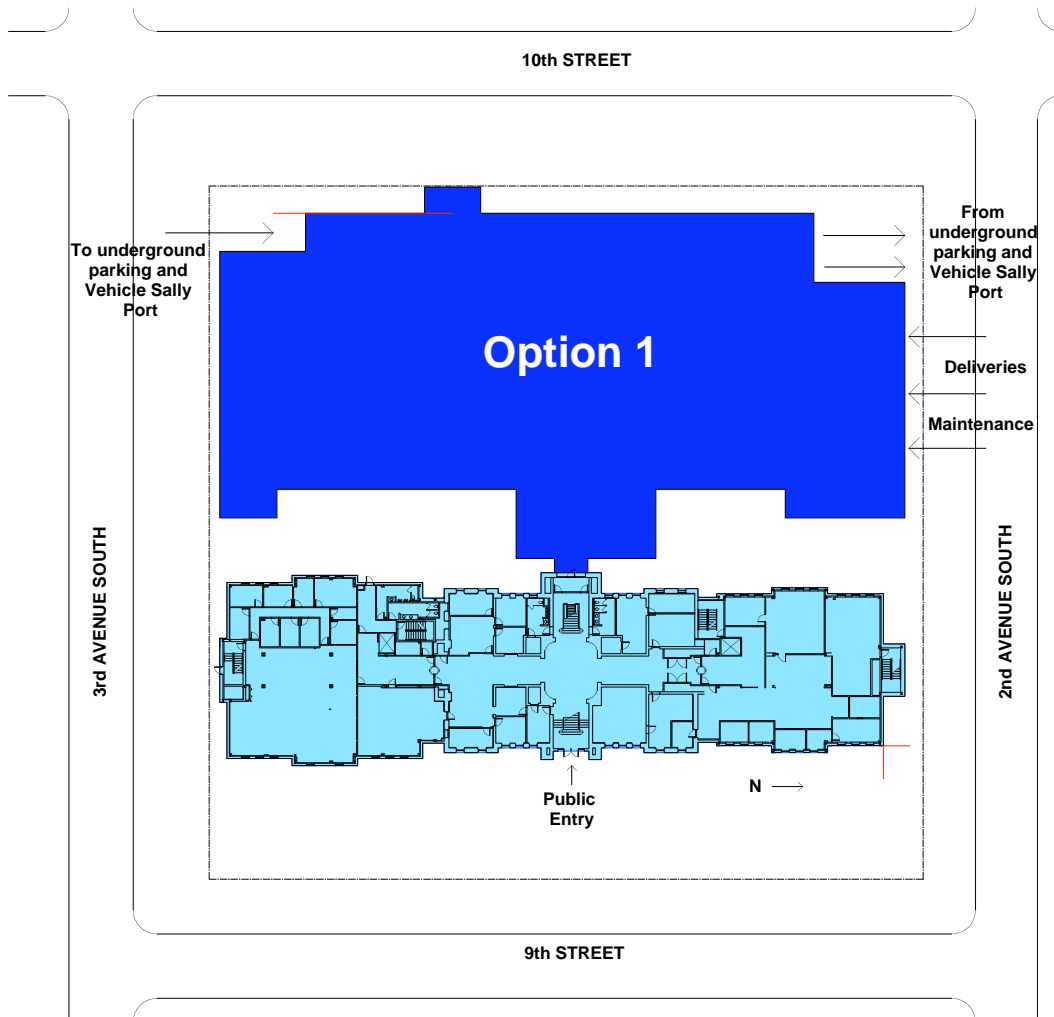 10th STREET
To underground
parking and
Vehicle Sally
Port
From
underground
parking and
Vehicle Sally
Port
Option 1
Deliveries
Maintenance
3rd AVENUE SOUTH
2nd AVENUE SOUTH
N
Public
Entry
9th STREET